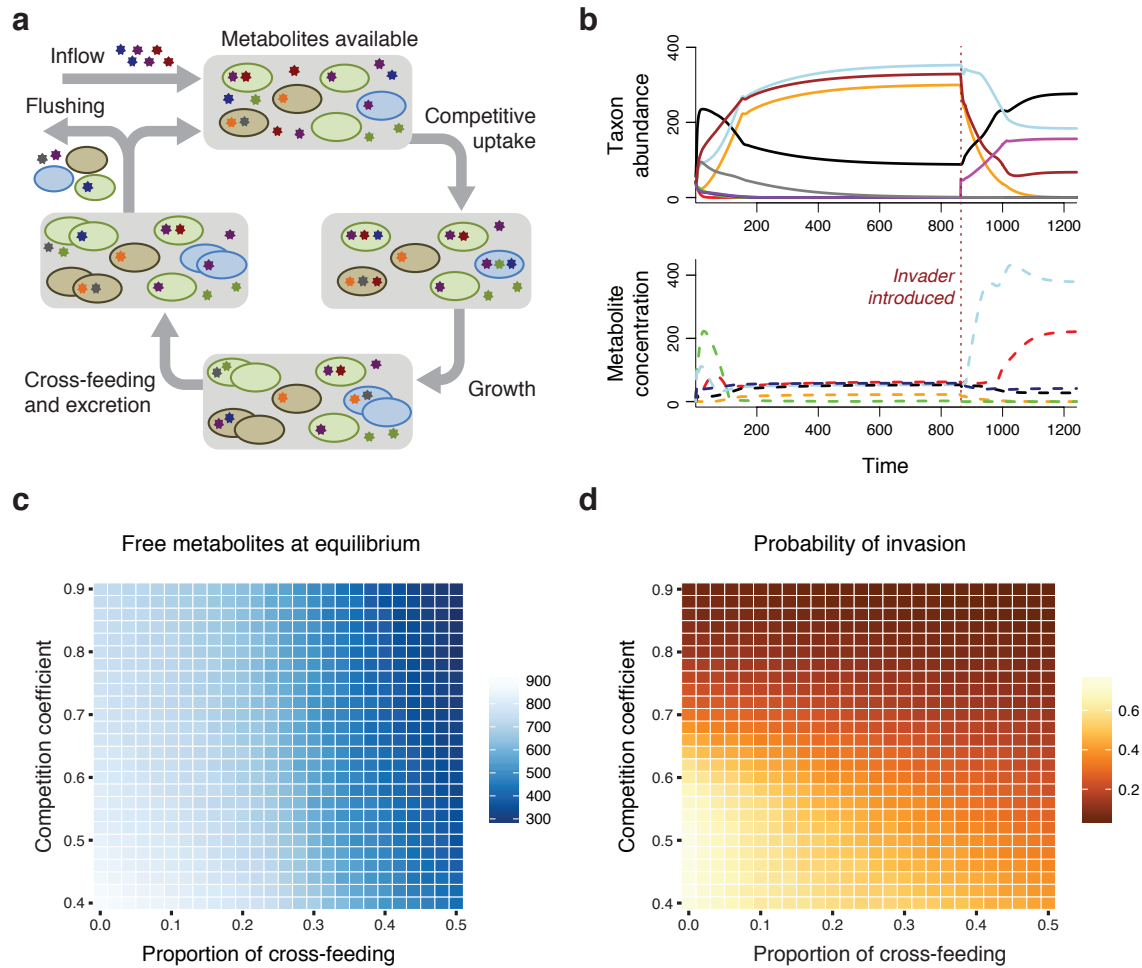 a
Inflow
Metabolites available
Flushing
Competitive
uptake
Growth
Cross-feeding
and excretion
b
Taxon
abundance
400
200
0
200 400 600 800 1000 1200
Metabolite
concentration
400
200
0
Invader
introduced
200 400 600 800 1000 1200
Time
c
Free metabolites at equilibrium
Competition coefficient
0.9
0.8
0.7
0.6
0.5
0.4
0.0 0.1 0.2 0.3 0.4 0.5
Proportion of cross-feeding
900
800
700
600
500
400
300
d
Probability of invasion
Competition coefficient
0.9
0.8
0.7
0.6
0.5
0.4
0.0 0.1 0.2 0.3 0.4 0.5
Proportion of cross-feeding
0.6
0.4
0.2